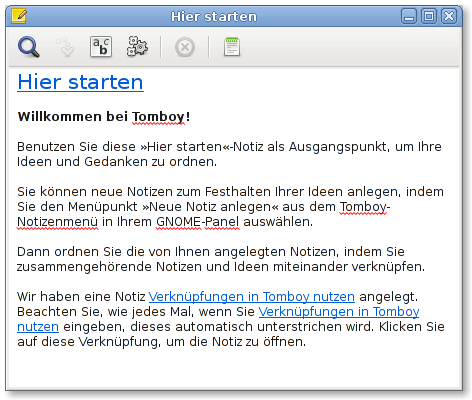 Hier starten
Hier starten
Willkommen bei Tomboy!
Benutzen Sie diese »Hier starten«-Notiz als Ausgangspunkt, um Ihre
Ideen und Gedanken zu ordnen.
Sie können neue Notizen zum Festhalten Ihrer Ideen anlegen, indem
Sie den Menüpunkt »Neue Notiz anlegen« aus dem Tomboy-
Notizenmenü in Ihrem GNOME-Panel auswählen.
Dann ordnen Sie die von Ihnen angelegten Notizen, indem Sie
zusammengehörende Notizen und Ideen miteinander verknüpfen.
Wir haben eine Notiz Verknüpfungen in Tomboy nutzen angelegt.
Beachten Sie, wie jedes Mal, wenn Sie Verknüpfungen in Tomboy
nutzen eingeben, dieses automatisch unterstrichen wird. Klicken Sie
auf diese Verknüpfung, um die Notiz zu öffnen.